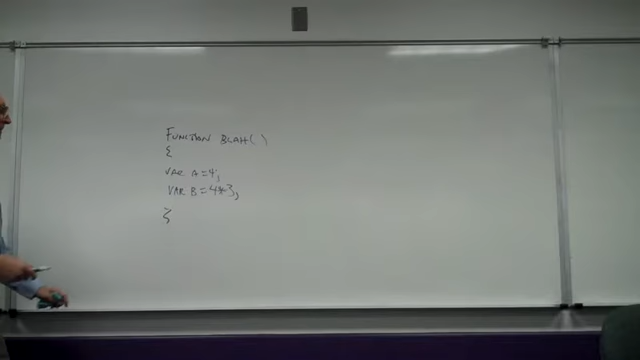 FUNCTION BLAH( )
{
VAR A = 4;
VAR B = 4*3;
}